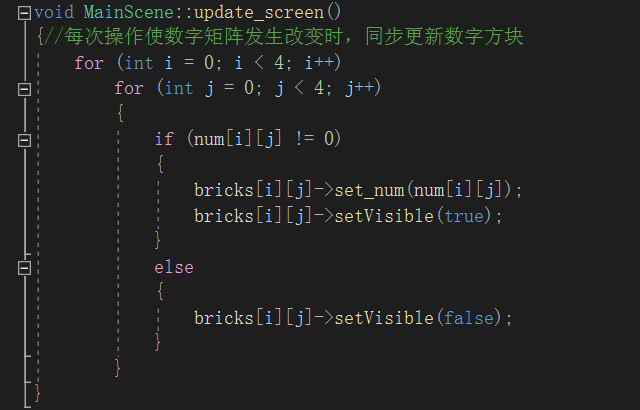 void MainScene::update_screen()
{//每次操作使数字矩阵发生改变时，同步更新数字方块
for (int i = 0; i < 4; i++)
for (int j = 0; j < 4; j++)
{
if (num[i][j] != 0)
{
bricks[i][j]->set_num(num[i][j]);
bricks[i][j]->setVisible(true);
}
else
{
bricks[i][j]->setVisible(false);
}
}
}